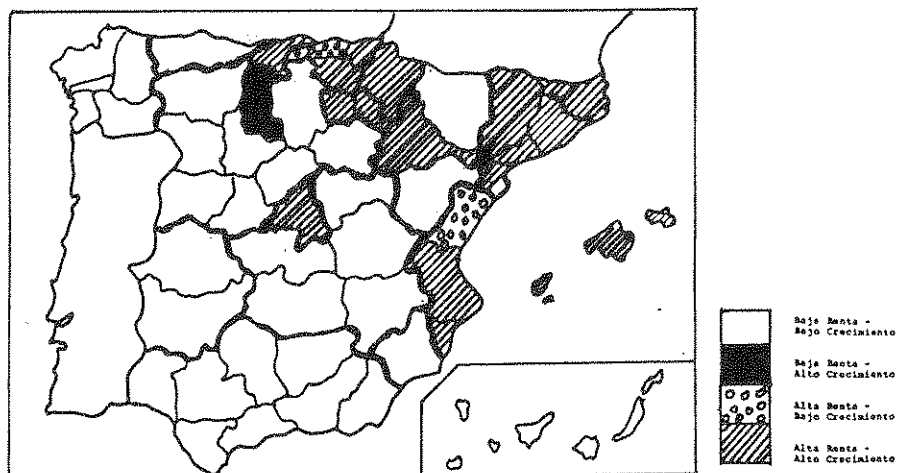 Baja Renta -
Bajo Crecimiento
Baja Renta -
Alto Crecimiento
Alta Renta -
Bajo Crecimiento
Alta Renta -
Alto Crecimiento